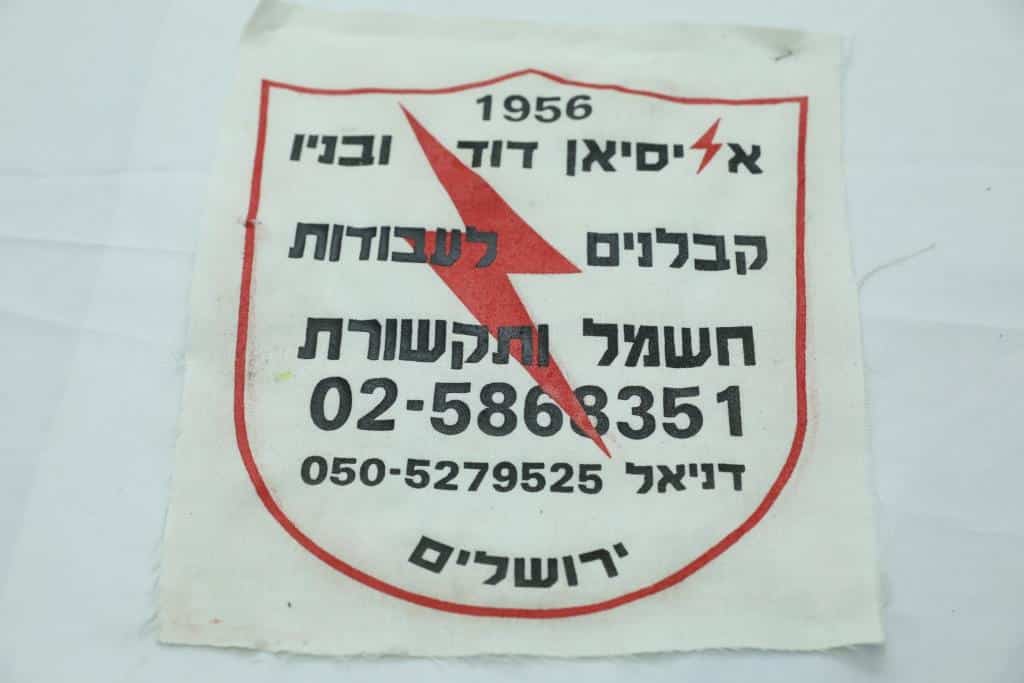 1956
אליסיאן דוד ובניו
קבלנים לעבודות
חשמל ותקשורת
02-5868351
דניאל 050-5279525
ירושלים